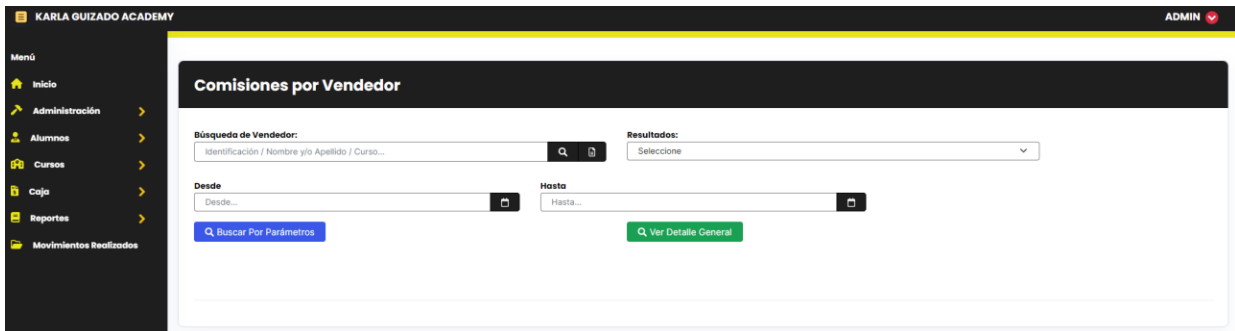 KARLA GUIZADO ACADEMY
ADMIN
Menú
Inicio
Administración
Alumnos
Cursos
Caja
Reportes
Movimientos Realizados
Comisiones por Vendedor
Búsqueda de Vendedor:
Identificación / Nombre y/o Apellido / Curso...
Resultados:
Seleccione
Desde
Desde...
Hasta
Hasta...
Buscar Por Parámetros
Ver Detalle General